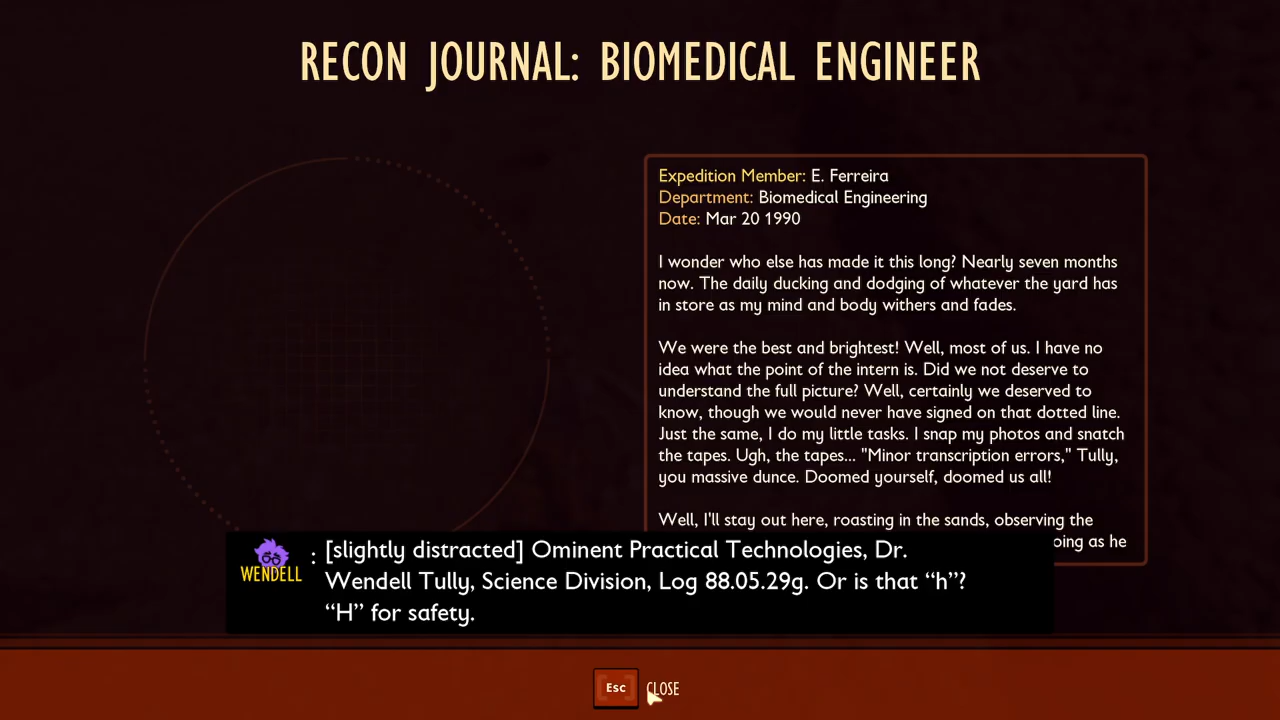 RECON JOURNAL: BIOMEDICAL ENGINEER
Expedition Member: E. Ferreira
Department: Biomedical Engineering
Date: Mar 20 1990
I wonder who else has made it this long? Nearly seven months
now. The daily ducking and dodging of whatever the yard has
in store as my mind and body withers and fades.
We were the best and brightest! Well, most of us. I have no
idea what the point of the intern is. Did we not deserve to
understand the full picture? Well, certainly we deserved to
know, though we would never have signed on that dotted line.
Just the same, I do my little tasks. I snap my photos and snatch
the tapes. Ugh, the tapes... "Minor transcription errors," Tully,
you massive dunce. Doomed yourself, doomed us all!
Well, I'll stay out here, roasting in the sands, observing the
oing as he
WENDELL : [slightly distracted] Ominent Practical Technologies, Dr.
Wendell Tully, Science Division, Log 88.05.29g. Or is that “h”?
“H” for safety.
Esc CLOSE